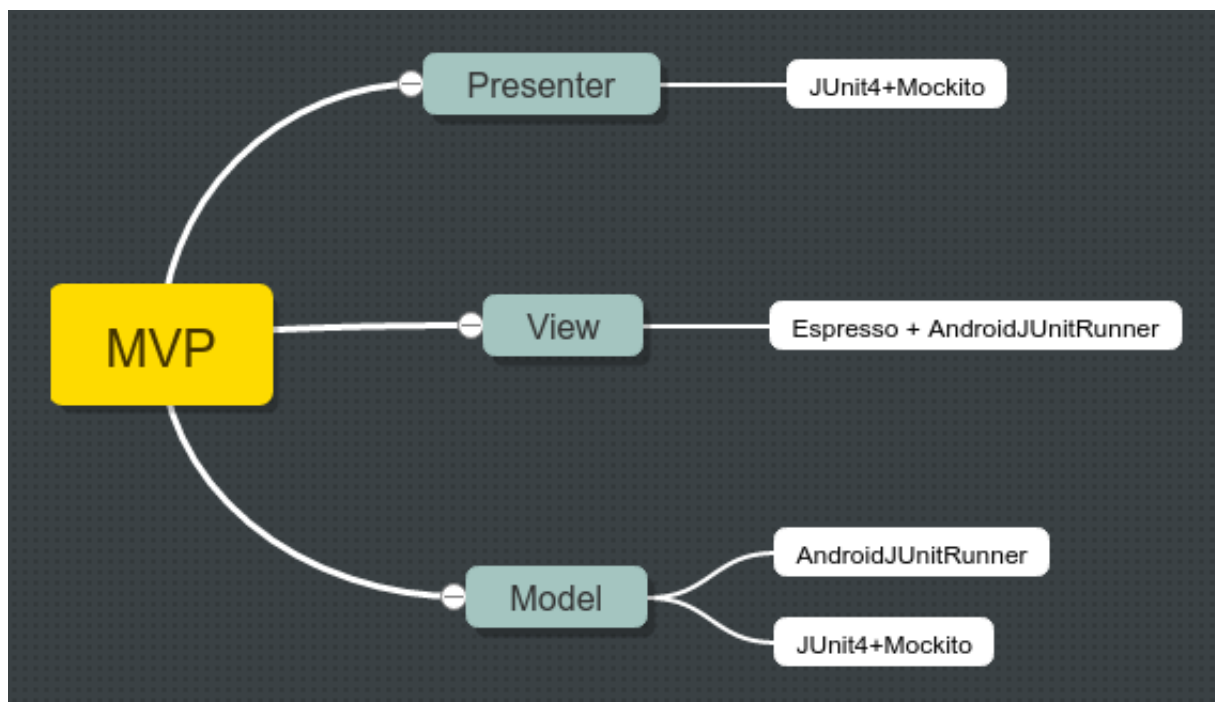 MVP
Presenter
JUnit4+Mockito
View
Espresso + AndroidJUnitRunner
Model
AndroidJUnitRunner
JUnit4+Mockito